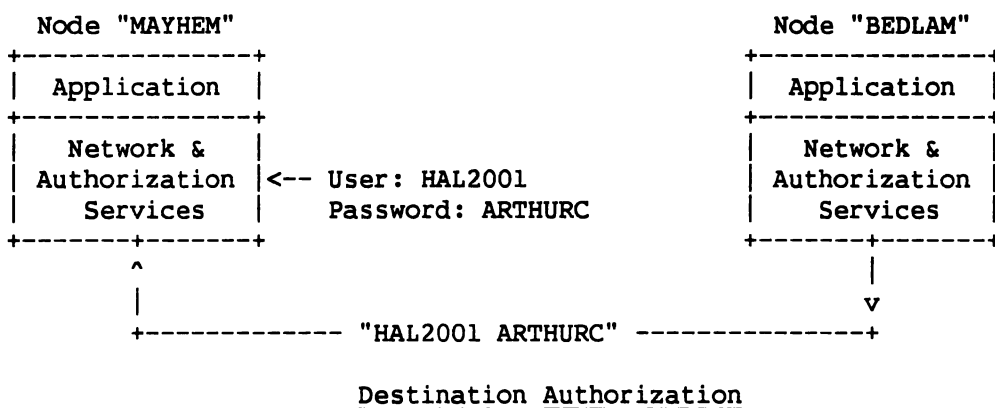 Node "MAYHEM" Node "BEDLAM"
Application Application
Network & Network &
Authorization <-- User: HAL2001 Authorization
Services Password: ARTHURC Services
"HAL2001 ARTHURC"
Destination Authorization